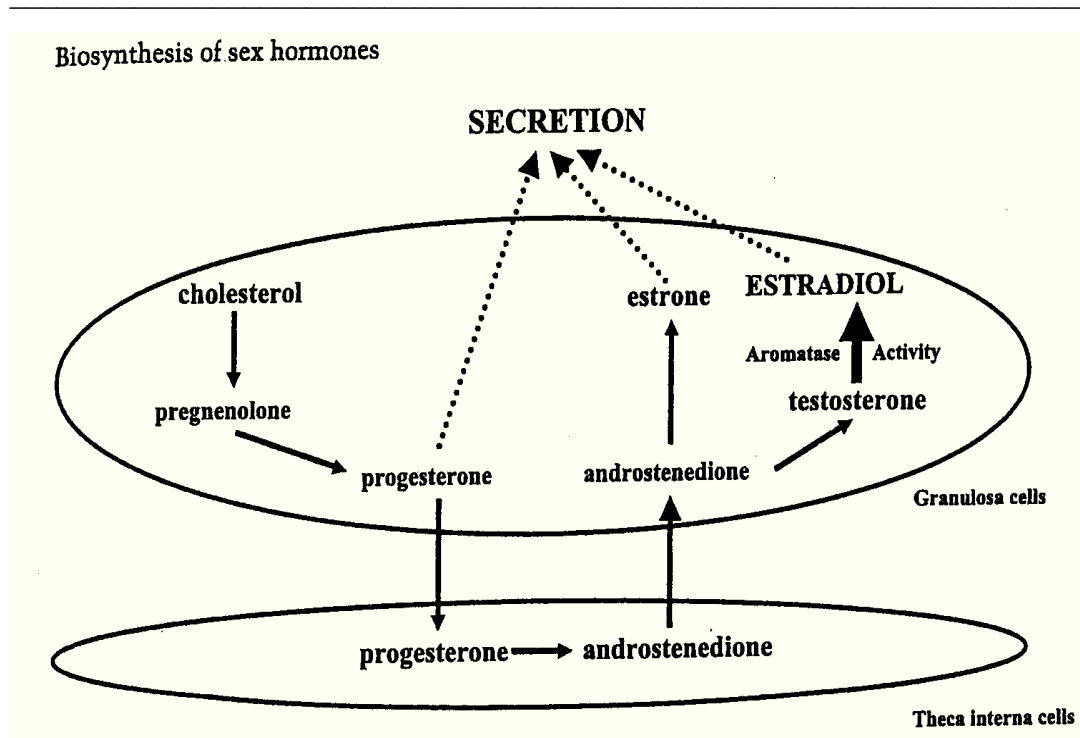 Biosynthesis of sex hormones
SECRETION
cholesterol
estrone
ESTRADIOL
Aromatase Activity
pregnenolone
testosterone
progesterone
androstenedione
Granulosa cells
progesterone
androstenedione
Theca interna cells